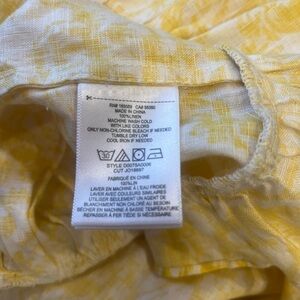 MADE IN CHINA
100%LINEN
MACHINE WASH COLD
WITH LIKE COLORS
ONLY NON-CHLORINE BLEACH IF NEEDED
TUMBLE DRY LOW
COOL IRON IF NEEDED
30
STYLE
CUT
FABRIQUÉ EN CHINE
100%LIN
LAVER EN MACHINE À L'EAU FROIDE
LAVER AVEC COULEURS SIMILAIRES
UTILISER SEULEMENT UN AGENT DE
BLANCHIMENT NON CHLORÉ AU BESOIN
SÉCHER EN MACHINE À BASSE TEMPÉRATURE
REPASSER À FER TIÈDE SI NÉCESSAIRE